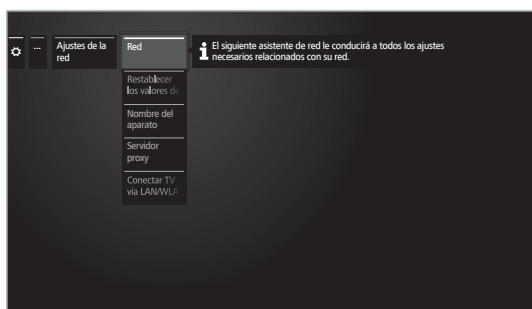 ...
Ajustes de la
red
Red
El siguiente asistente de red le conducirá a todos los ajustes
necesarios relacionados con su red.
Restablecer
los valores de
Nombre del
aparato
Servidor
proxy
Conectar TV
vía LAN/WLA